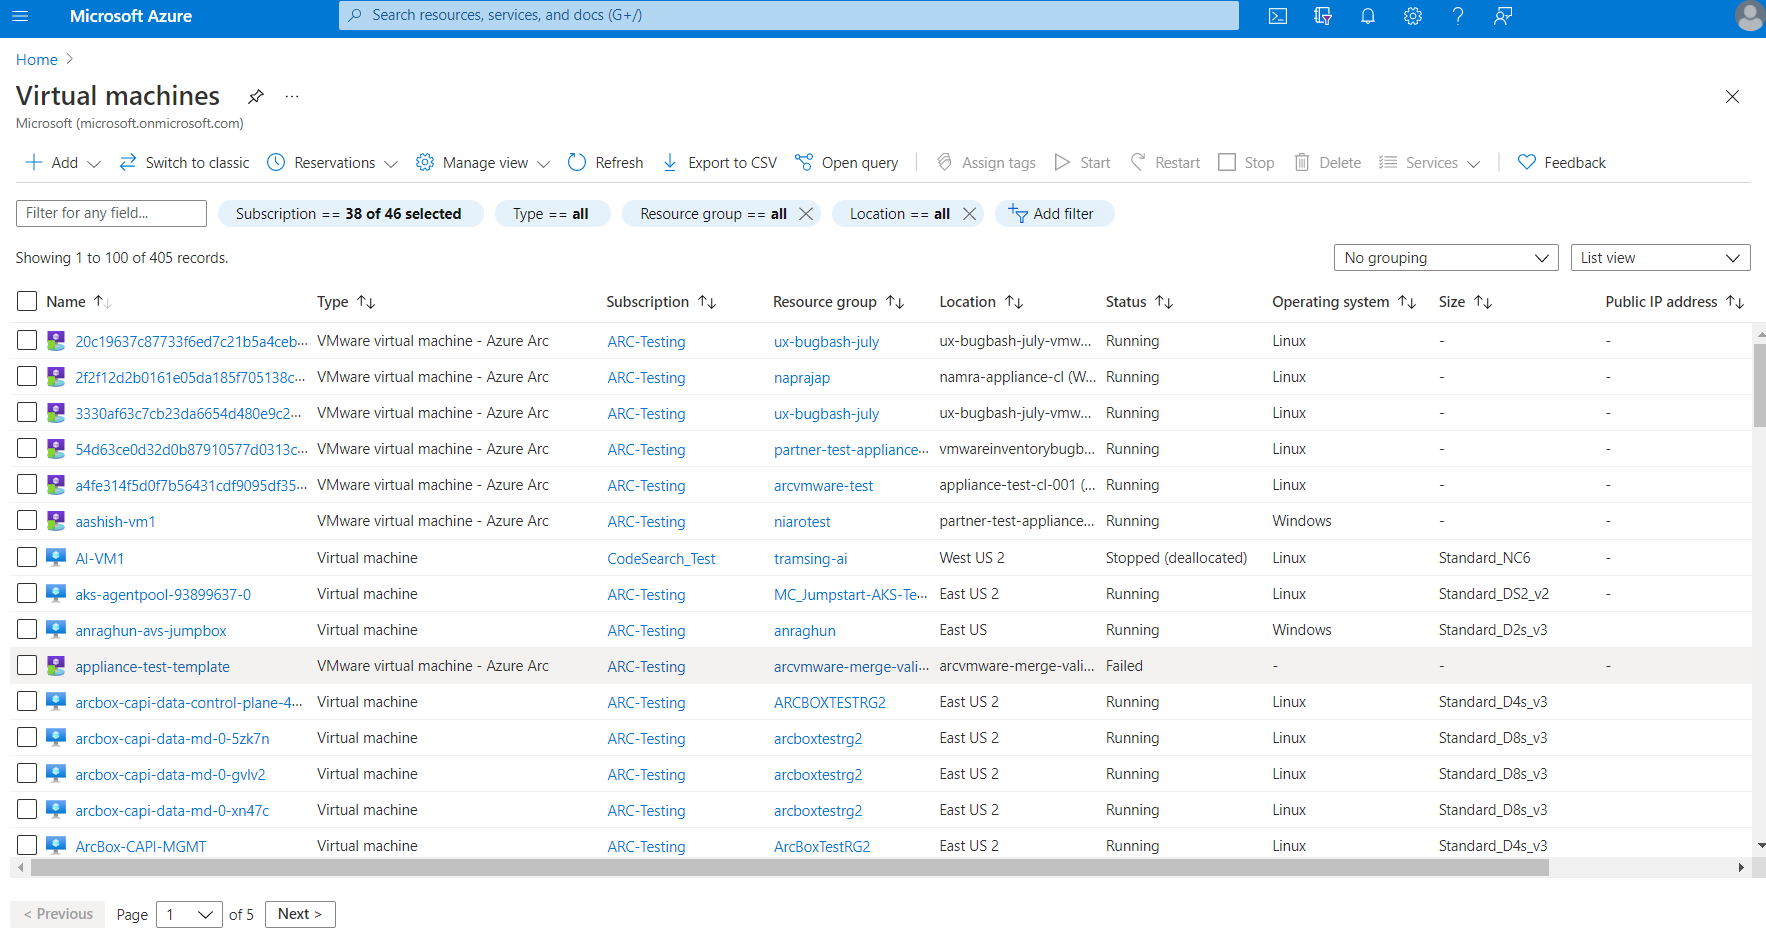 Microsoft Azure Search resources, services, and docs (G+/)
Home
Virtual machines ...
Microsoft (microsoft.onmicrosoft.com)
Add Switch to classic Reservations Manage view Refresh Export to CSV Open query Assign tags Start Restart Stop Delete Services Feedback
Filter for any field... Subscription == 38 of 46 selected Type == all Resource group == all Location == all Add filter
Showing 1 to 100 of 405 records. No grouping List view
Name Type Subscription Resource group Location Status Operating system Size Public IP address
20c19637c87733f6ed7c21b5a4ceb... VMware virtual machine - Azure Arc ARC-Testing ux-bugbash-july ux-bugbash-july-vmw... Running Linux - -
2f2f12d2b0161e05da185f705138c... VMware virtual machine - Azure Arc ARC-Testing naprajap namra-appliance-cl (W... Running Linux - -
3330af63c7cb23da6654d480e9c2... VMware virtual machine - Azure Arc ARC-Testing ux-bugbash-july ux-bugbash-july-vmw... Running Linux - -
54d63ce0d32d0b87910577d0313c... VMware virtual machine - Azure Arc ARC-Testing partner-test-appliance... vmwareinventorybugb... Running Linux - -
a4fe314f5d0f7b56431cdf9095df35... VMware virtual machine - Azure Arc ARC-Testing arcvmware-test appliance-test-cl-001 (... Running Linux - -
aashish-vm1 VMware virtual machine - Azure Arc ARC-Testing niarotest partner-test-appliance... Running Windows - -
AI-VM1 Virtual machine CodeSearch_Test tramsing-ai West US 2 Stopped (deallocated) Linux Standard_NC6 -
aks-agentpool-93899637-0 Virtual machine ARC-Testing MC_Jumpstart-AKS-Te... East US 2 Running Linux Standard_DS2_v2 -
anraghun-avs-jumpbox Virtual machine ARC-Testing anraghun East US Running Windows Standard_D2s_v3
appliance-test-template VMware virtual machine - Azure Arc ARC-Testing arcvmware-merge-vali... arcvmware-merge-vali... Failed - - -
arcbox-capi-data-control-plane-4... Virtual machine ARC-Testing ARCBOXTESTRG2 East US 2 Running Linux Standard_D4s_v3
arcbox-capi-data-md-0-5zk7n Virtual machine ARC-Testing arcboxtestrg2 East US 2 Running Linux Standard_D8s_v3
arcbox-capi-data-md-0-gvlv2 Virtual machine ARC-Testing arcboxtestrg2 East US 2 Running Linux Standard_D8s_v3
arcbox-capi-data-md-0-xn47c Virtual machine ARC-Testing arcboxtestrg2 East US 2 Running Linux Standard_D8s_v3
ArcBox-CAPI-MGMT Virtual machine ARC-Testing ArcBoxTestRG2 East US 2 Running Linux Standard_D4s_v3
< Previous Page 1 of 5 Next >